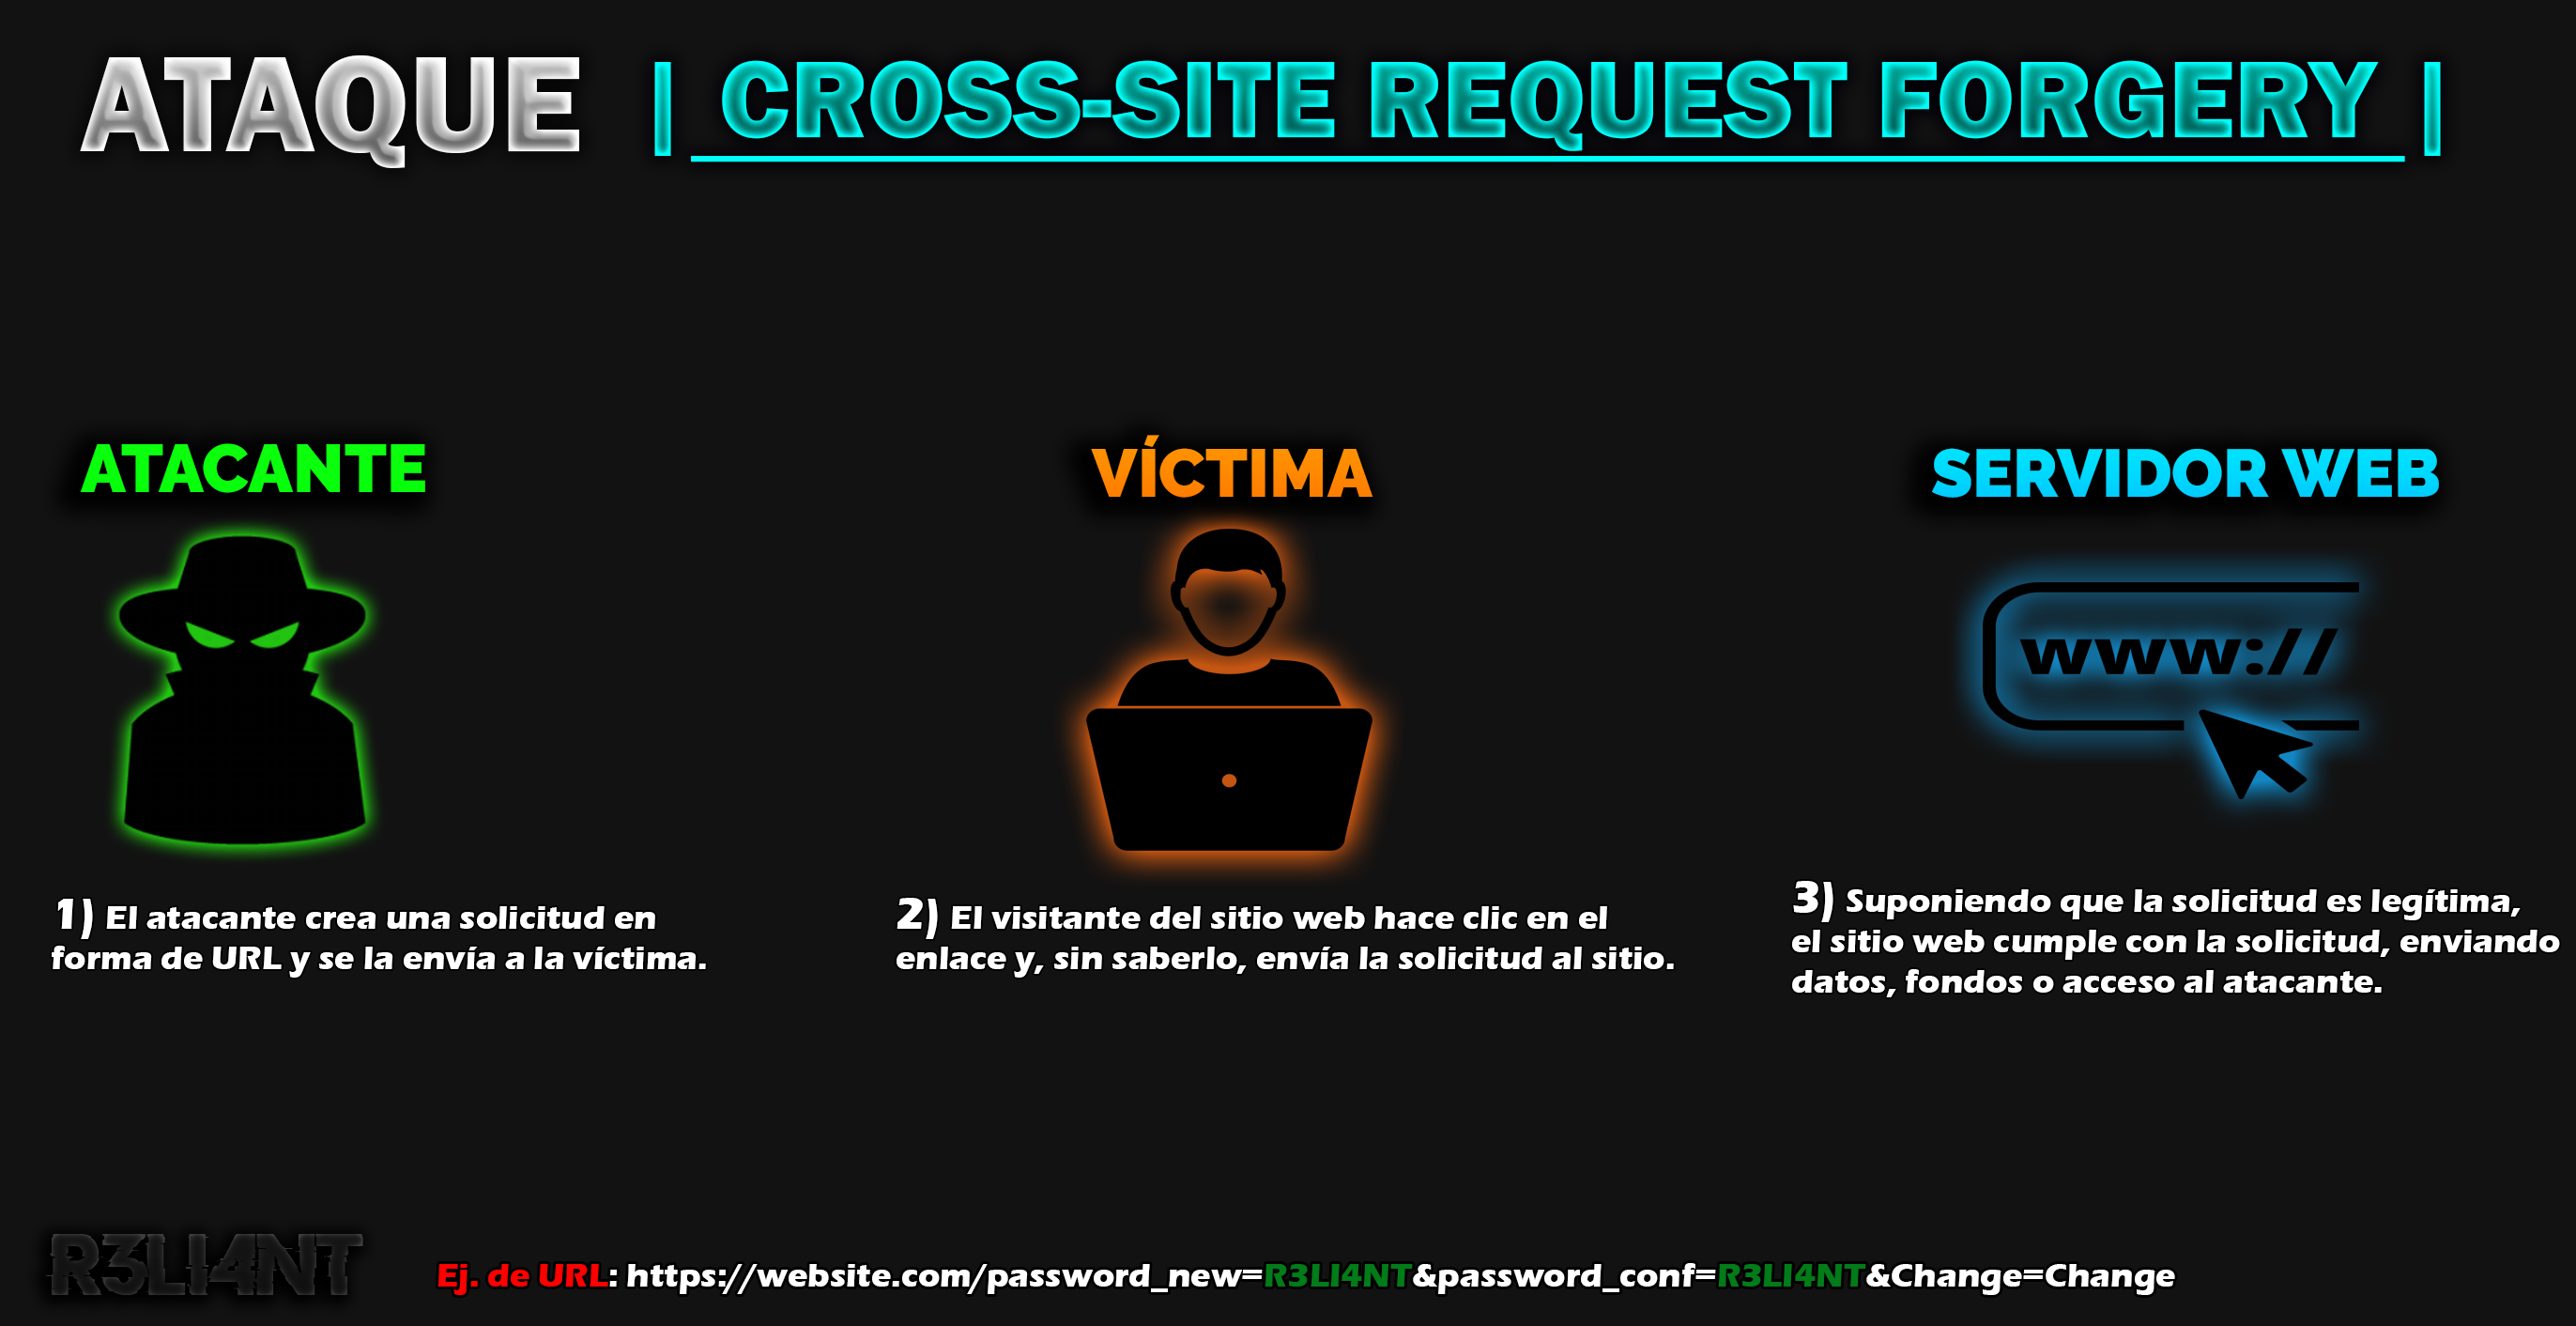 ATAQUE | CROSS-SITE REQUEST FORGERY |
ATACANTE
VÍCTIMA
SERVIDOR WEB
www://
1) El atacante crea una solicitud en
forma de URL y se la envía a la víctima.
2) El visitante del sitio web hace clic en el
enlace y, sin saberlo, envía la solicitud al sitio.
3) Suponiendo que la solicitud es legítima,
el sitio web cumple con la solicitud, enviando
datos, fondos o acceso al atacante.
R3LI4NT
Ej. de URL: https://website.com/password_new=R3LI4NT&password_conf=R3LI4NT&Change=Change